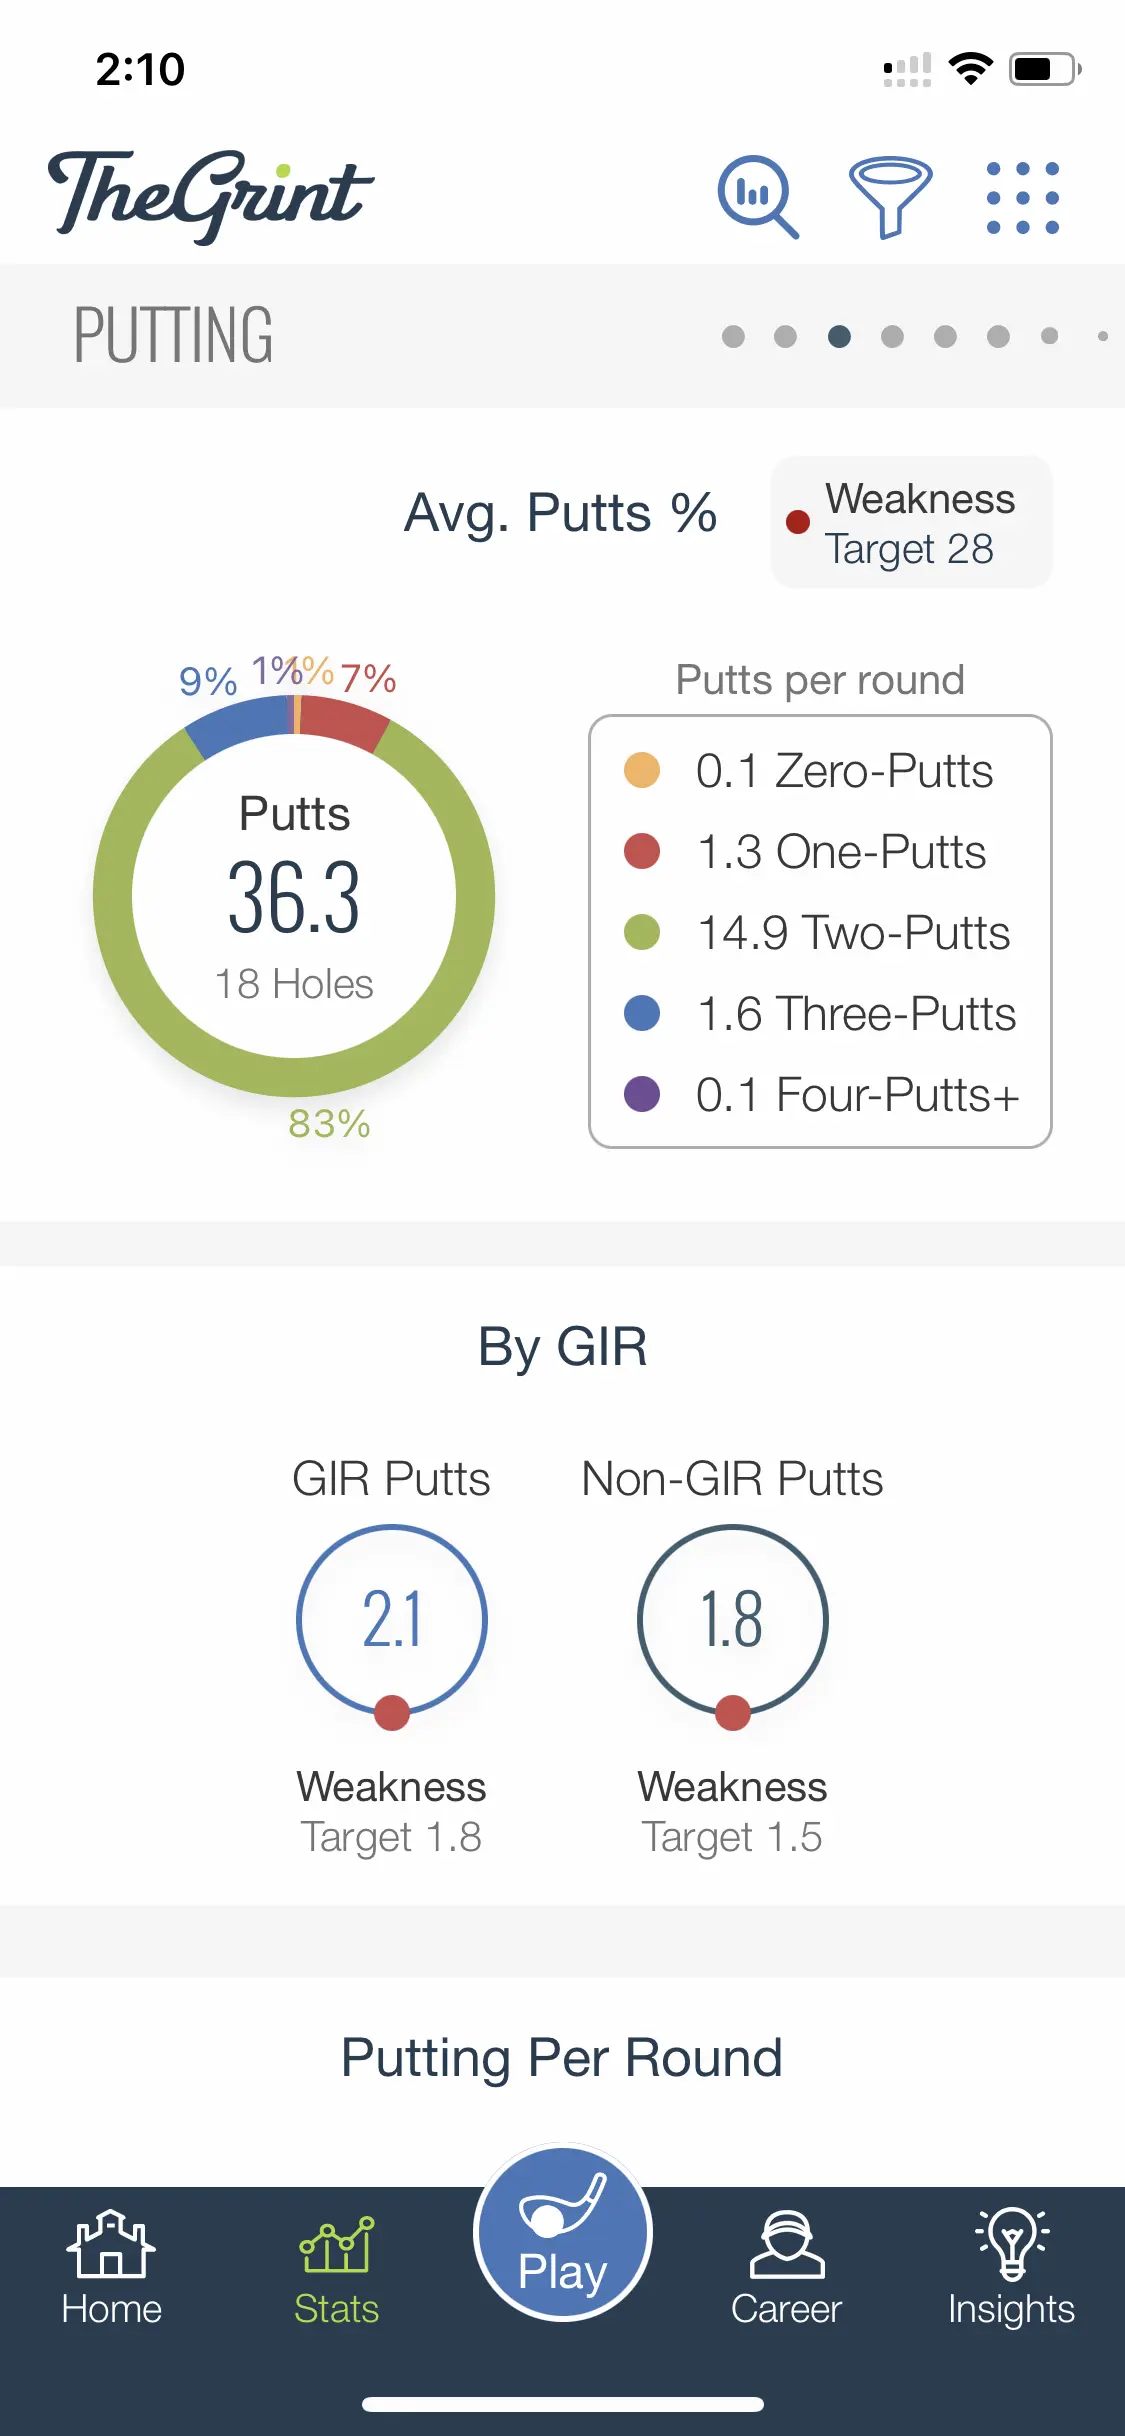 2:10
TheGrint
PUTTING
Avg. Putts %
Weakness
Target 28
9% 1% 1% 7%
Putts
36.3
18 Holes
83%
Putts per round
0.1 Zero-Putts
1.3 One-Putts
14.9 Two-Putts
1.6 Three-Putts
0.1 Four-Putts+
By GIR
GIR Putts Non-GIR Putts
2.1 1.8
Weakness Weakness
Target 1.8 Target 1.5
Putting Per Round
Home Stats Play Career Insights